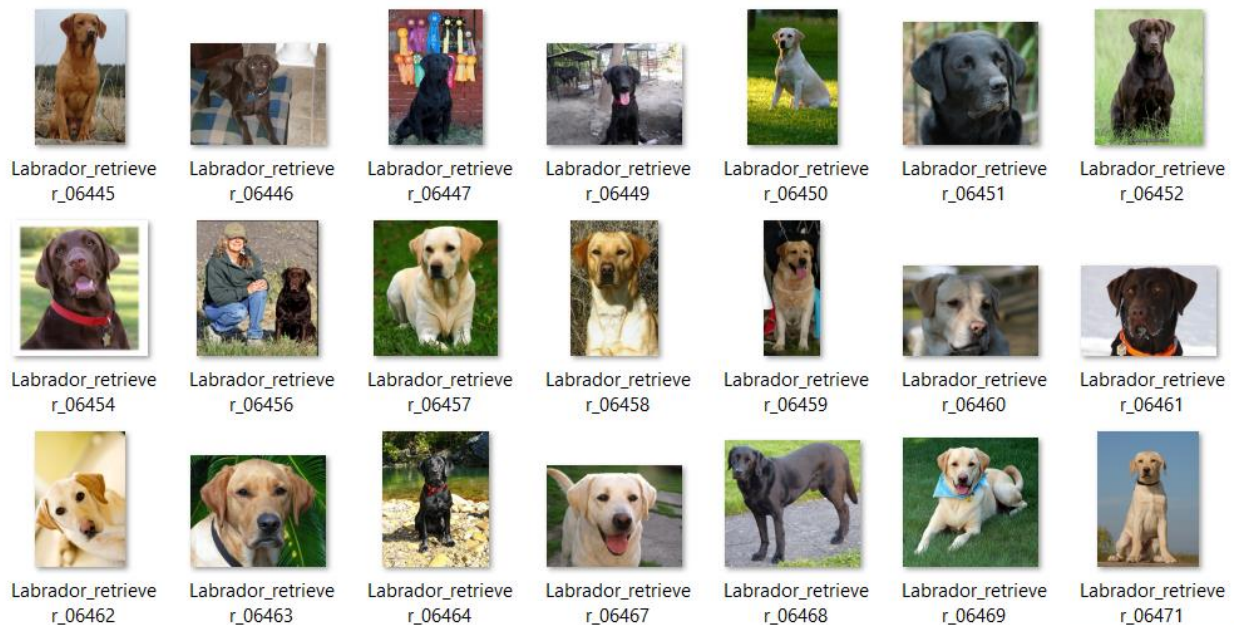 Labrador_retrieve
r_06445
Labrador_retrieve
r_06446
Labrador_retrieve
r_06447
Labrador_retrieve
r_06449
Labrador_retrieve
r_06450
Labrador_retrieve
r_06451
Labrador_retrieve
r_06452
Labrador_retrieve
r_06454
Labrador_retrieve
r_06456
Labrador_retrieve
r_06457
Labrador_retrieve
r_06458
Labrador_retrieve
r_06459
Labrador_retrieve
r_06460
Labrador_retrieve
r_06461
Labrador_retrieve
r_06462
Labrador_retrieve
r_06463
Labrador_retrieve
r_06464
Labrador_retrieve
r_06467
Labrador_retrieve
r_06468
Labrador_retrieve
r_06469
Labrador_retrieve
r_06471